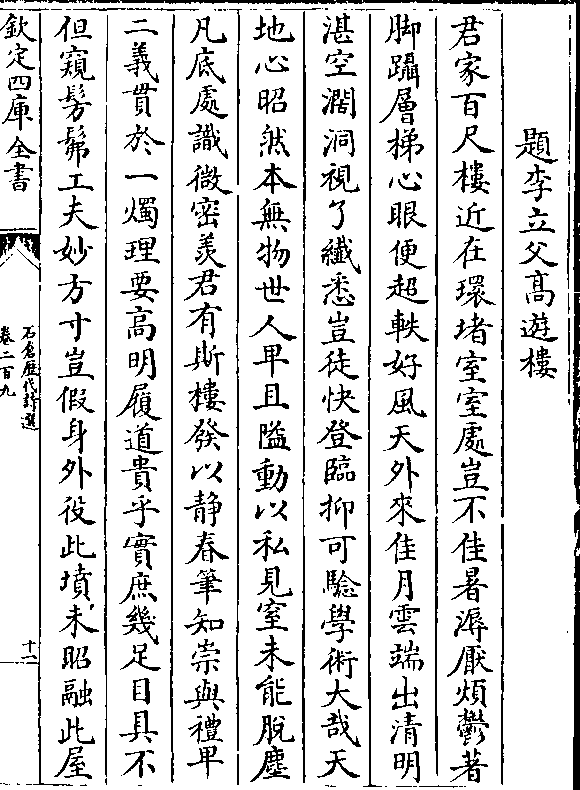 題李立父髙遊樓
君家百尺樓近在環堵室室處豈不佳暑溽厭煩鬱著
脚躡層梯心眼便超軼好風天外來佳月雲端出清明
湛空濶洞視了纎悉豈徒快登臨抑可驗學術大哉天
地心昭然本無物世人卑且隘動以私見窒未能脱塵
凡底處識微密羡君有斯樓發以静春筆知崇與禮卑
二義貫於一燭理要高明履道貴乎實庶幾足目具不
但窺髣髴工夫妙方寸豈假身外役此墳未昭融此屋
欽定四庫全書
石倉歷代詩選
卷二百九
十二